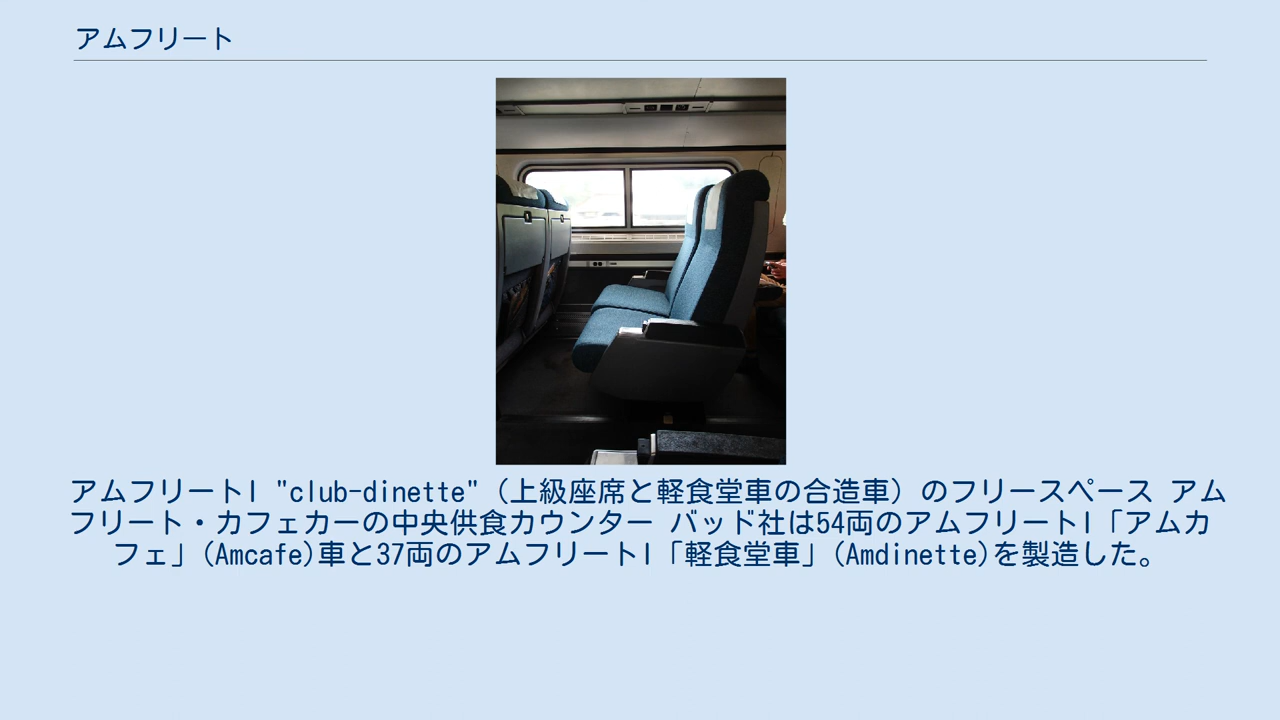 アムフリート
アムフリートI "club-dinette"（上級座席と軽食堂車の合造車）のフリースペース アム
フリート・カフェカーの中央供食カウンター バッド社は54両のアムフリートI「アムカ
フェ」(Amcafe)車と37両のアムフリートI「軽食堂車」(Amdinette)を製造した。